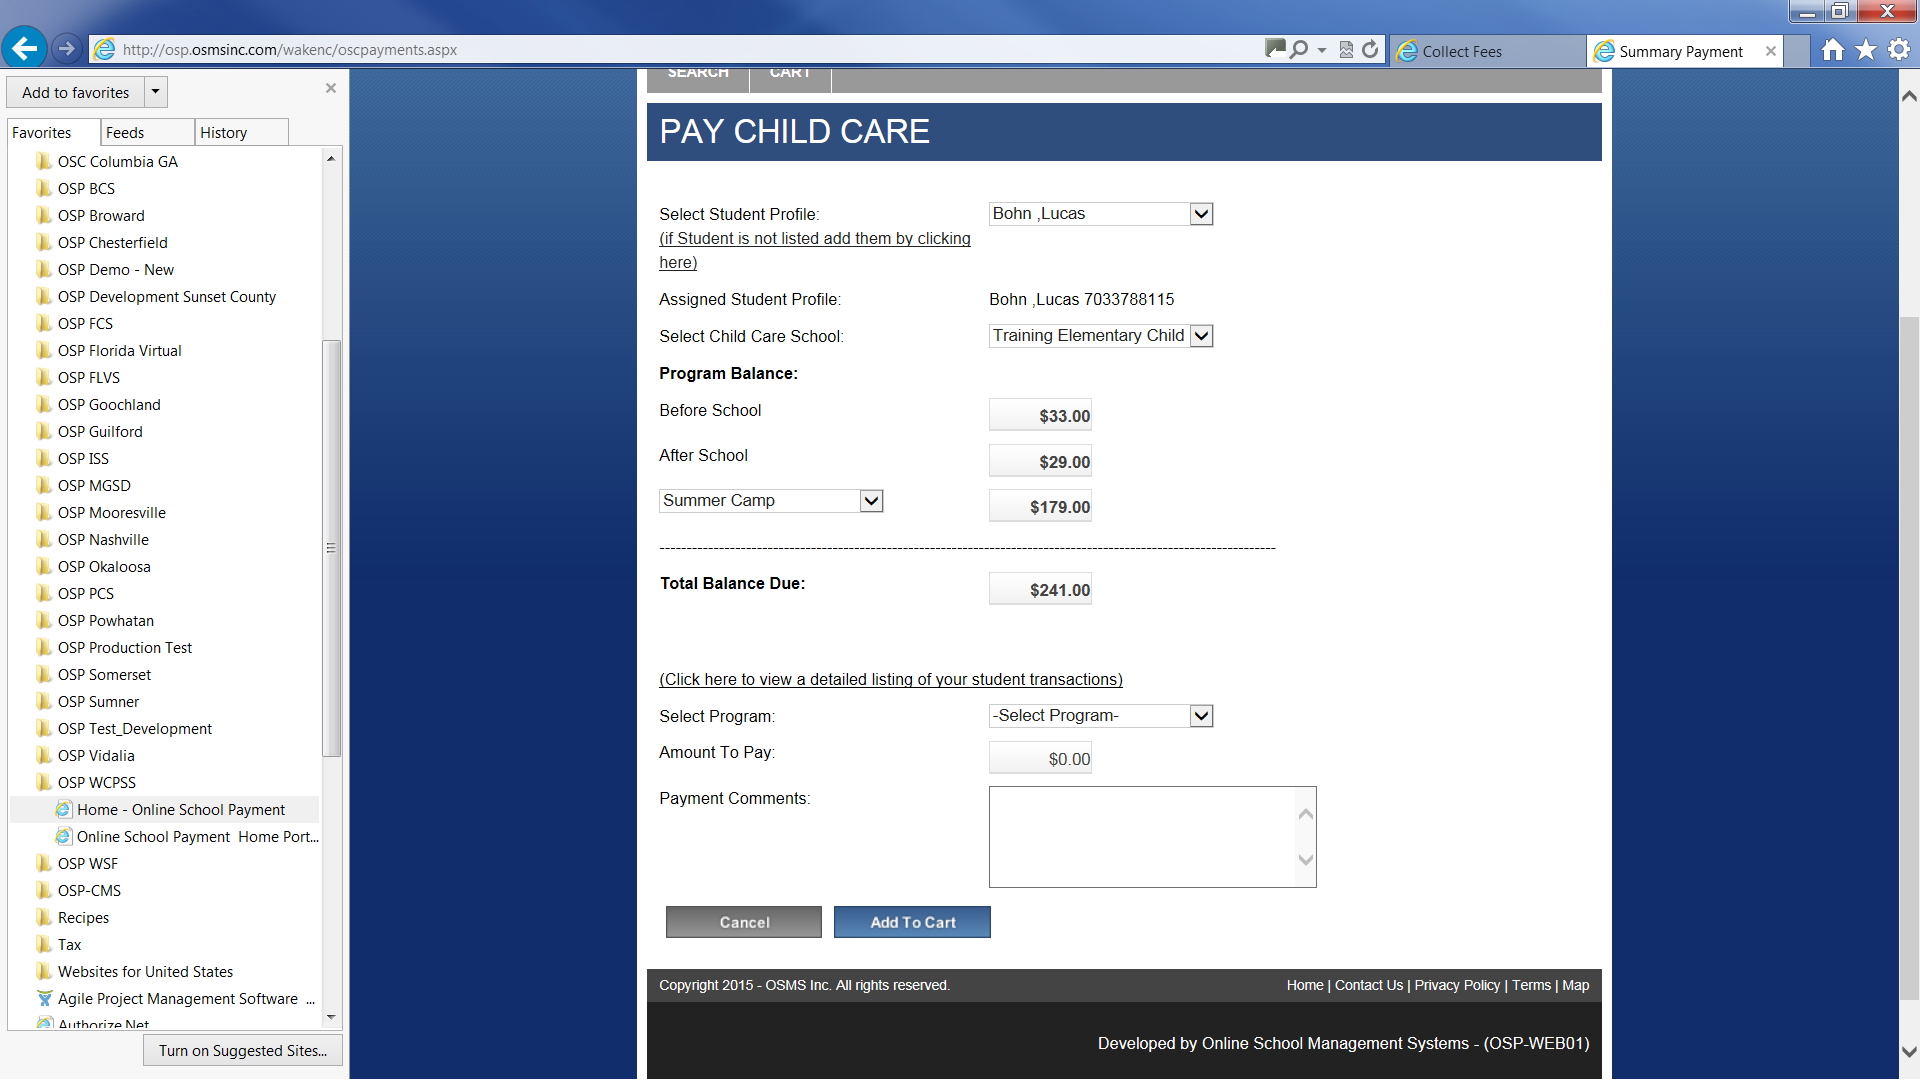 http://osp.osmsinc.com/wakenc/oscpayments.aspx
Collect Fees
Summary Payment
Add to favorites
Favorites
Feeds
History
OSC Columbia GA
OSP BCS
OSP Broward
OSP Chesterfield
OSP Demo - New
OSP Development Sunset County
OSP FCS
OSP Florida Virtual
OSP FLVS
OSP Goochland
OSP Guilford
OSP ISS
OSP MGSD
OSP Mooresville
OSP Nashville
OSP Okaloosa
OSP PCS
OSP Powhatan
OSP Production Test
OSP Somerset
OSP Sumner
OSP Test_Development
OSP Vidalia
OSP WCPSS
Home - Online School Payment
Online School Payment  Home Port...
OSP WSF
OSP-CMS
Recipes
Tax
Websites for United States
Agile Project Management Software ...
Authorize.Net
Turn on Suggested Sites...
SEARCH
CART
PAY CHILD CARE
Select Student Profile:
Bohn ,Lucas
(if Student is not listed add them by clicking
here)
Assigned Student Profile:
Bohn ,Lucas 7033788115
Select Child Care School:
Training Elementary Child
Program Balance:
Before School
$33.00
After School
$29.00
Summer Camp
$179.00
Total Balance Due:
$241.00
(Click here to view a detailed listing of your student transactions)
Select Program:
-Select Program-
Amount To Pay:
$0.00
Payment Comments:
Cancel
Add To Cart
Copyright 2015 - OSMS Inc. All rights reserved.
Home | Contact Us | Privacy Policy | Terms | Map
Developed by Online School Management Systems - (OSP-WEB01)